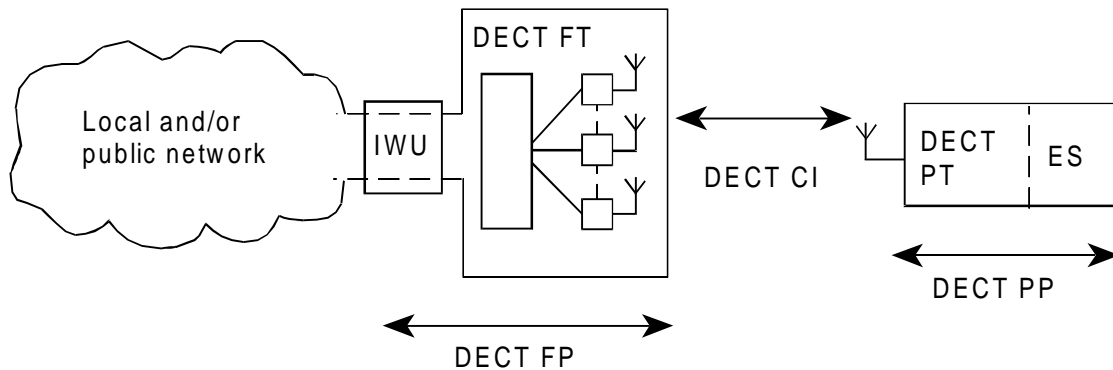 DECT FT
Local and/or
public network
IWU
DECT CI
DECT
PT
ES
DECT PP
DECT FP